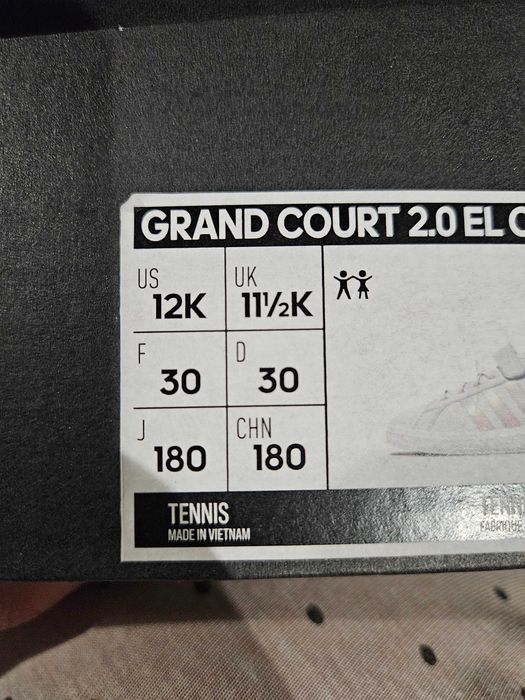 GRAND COURT 2.0 EL C
US
12K
UK
11½K
F
30
D
30
J
180
CHN
180
TENNIS
MADE IN VIETNAM
FABRIQUÉ